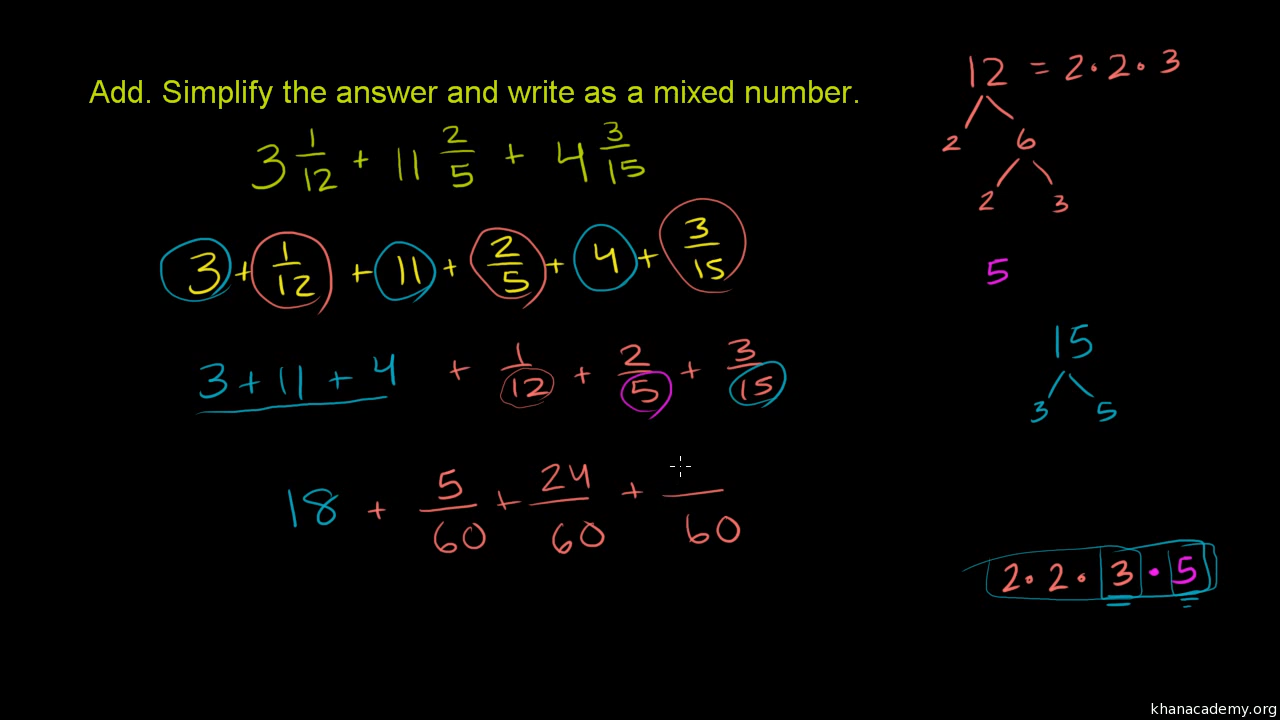 Add. Simplify the answer and write as a mixed number.
3 1/12 + 11 2/5 + 4 3/15
3 + 1/12 + 11 + 2/5 + 4 + 3/15
3 + 11 + 4 + 1/12 + 2/5 + 3/15
18 + 5/60 + 24/60 + /60
12 = 2·2·3
2 6
2 3
5
15
3 5
2·2·3·5
khanacademy.org